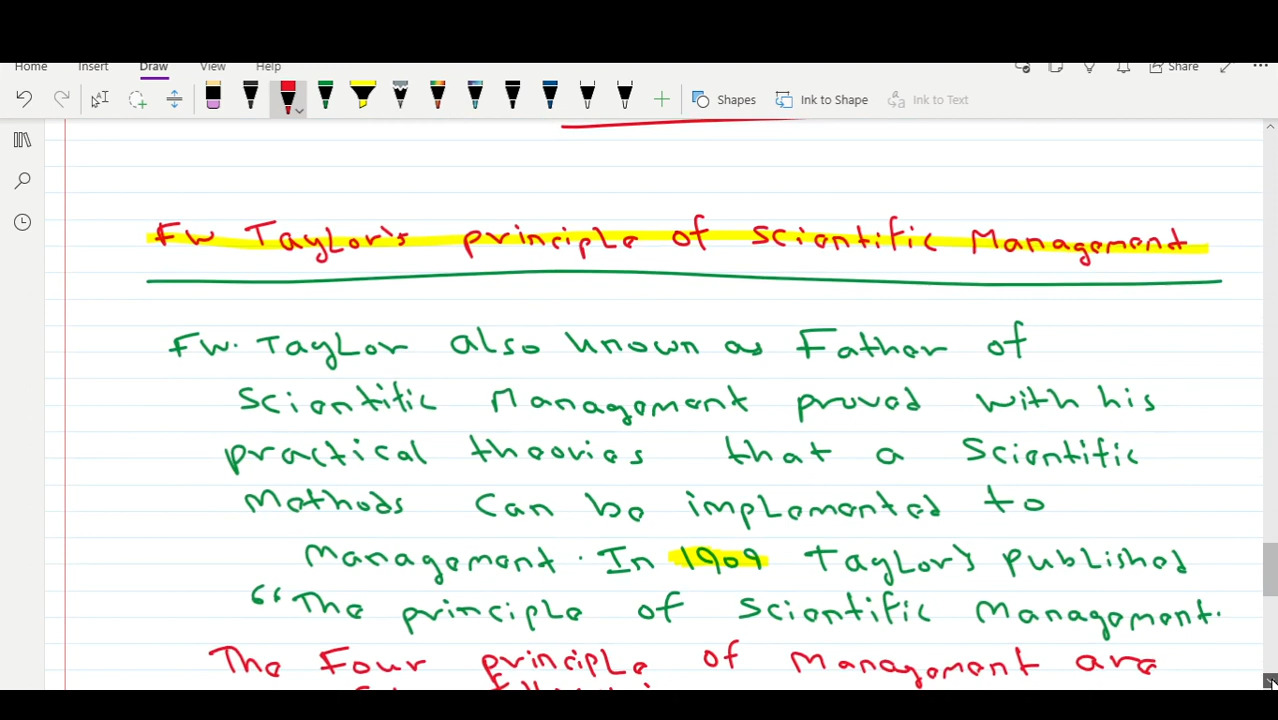 Home Insert Draw View Help Share
Shapes Ink to Shape Ink to Text
FW Taylor's principle of Scientific Management
FW. Taylor also known as Father of
Scientific Management proved with his
practical theories that a Scientific
Methods can be implemented to
Management. In 1909 Taylor's published
“The principle of Scientific Management.
The Four principle of Management are